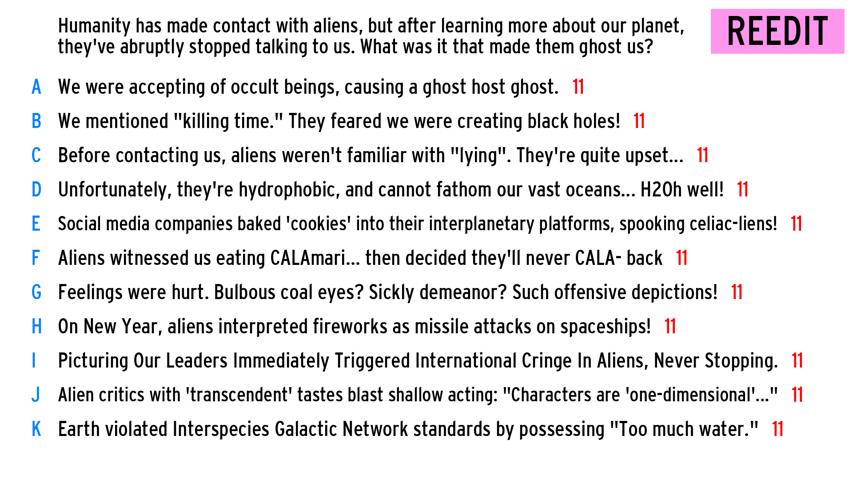 Humanity has made contact with aliens, but after learning more about our planet,
they've abruptly stopped talking to us. What was it that made them ghost us?
REEDIT
A We were accepting of occult beings, causing a ghost host ghost. 11
B We mentioned "killing time." They feared we were creating black holes! 11
C Before contacting us, aliens weren't familiar with "lying". They're quite upset... 11
D Unfortunately, they're hydrophobic, and cannot fathom our vast oceans... H2Oh well! 11
E Social media companies baked 'cookies' into their interplanetary platforms, spooking celiac-liens! 11
F Aliens witnessed us eating CALAmari... then decided they'll never CALA- back 11
G Feelings were hurt. Bulbous coal eyes? Sickly demeanor? Such offensive depictions! 11
H On New Year, aliens interpreted fireworks as missile attacks on spaceships! 11
I Picturing Our Leaders Immediately Triggered International Cringe In Aliens, Never Stopping. 11
J Alien critics with 'transcendent' tastes blast shallow acting: "Characters are 'one-dimensional'..." 11
K Earth violated Interspecies Galactic Network standards by possessing "Too much water." 11